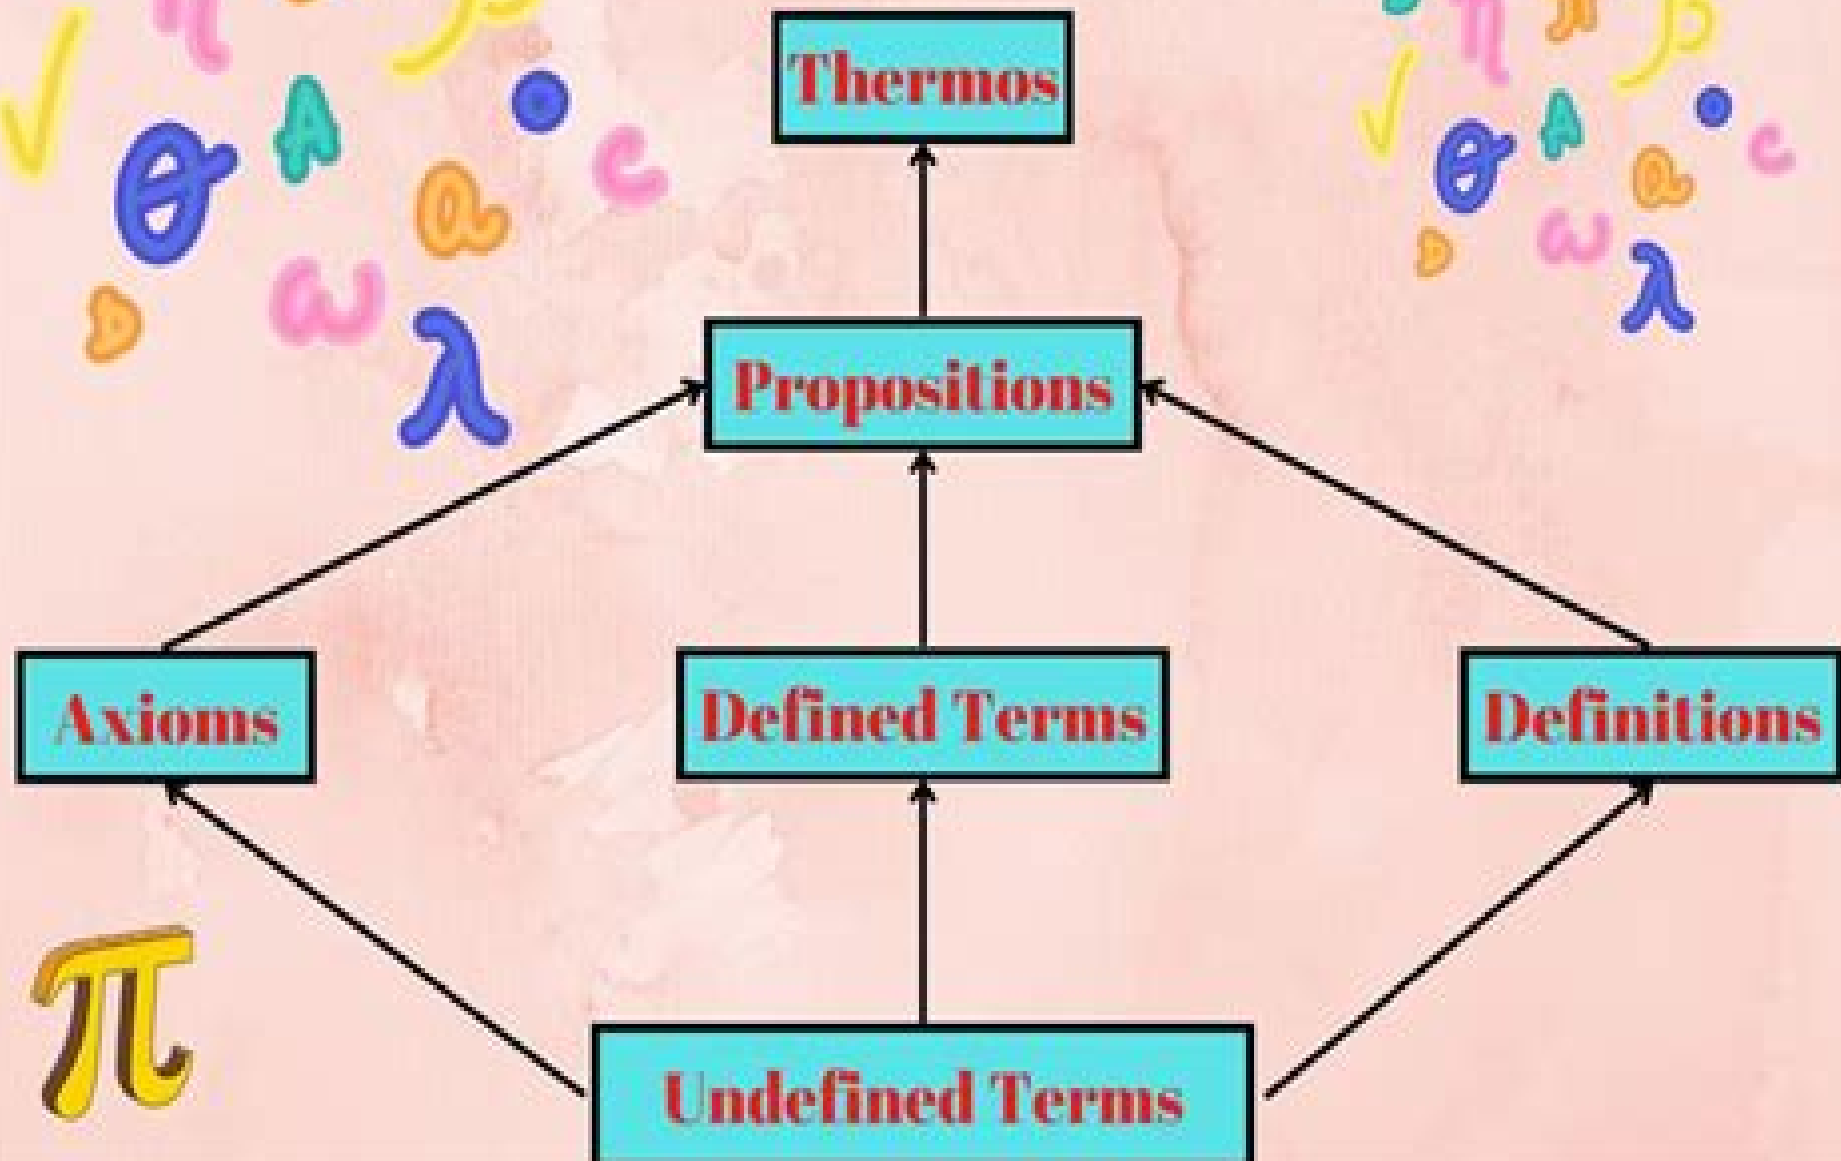 Thermos
Propositions
Axioms
Defined Terms
Definitions
Undefined Terms
η
β
√
θ
A
c
a
ω
D
λ
η
β
√
θ
A
c
a
ω
D
λ
π